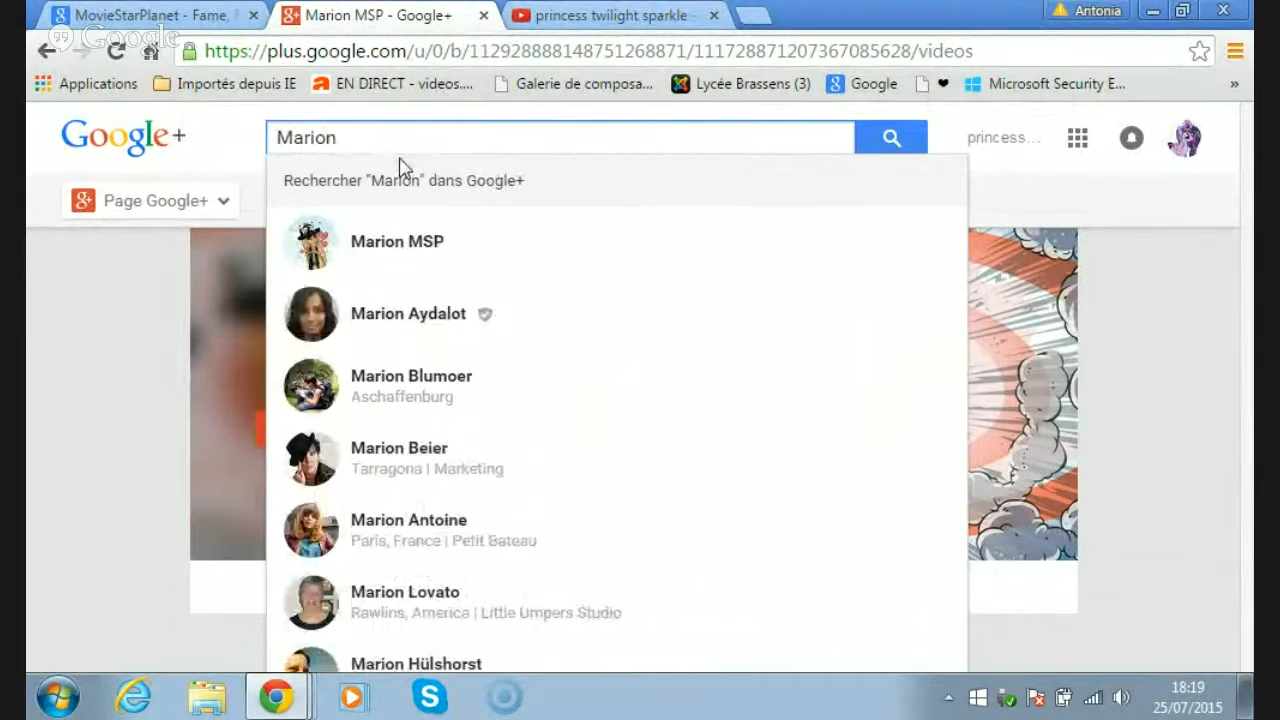 MovieStarPlanet - Fame, F
Marion MSP - Google+
princess twilight sparkle -
Antonia
Google
https://plus.google.com/u/0/b/112928888148751268871/111728871207367085628/videos
Applications
Importés depuis IE
EN DIRECT - videos....
Galerie de composa...
Lycée Brassens (3)
Google
Microsoft Security E...
»
Google+
Marion
princess...
Rechercher "Marion" dans Google+
Page Google+
Marion MSP
Marion Aydalot
Marion Blumoer
Aschaffenburg
Marion Beier
Tarragona | Marketing
Marion Antoine
Paris, France | Petit Bateau
Marion Lovato
Rawlins, America | Little Umpers Studio
Marion Hülshorst
18:19
25/07/2015